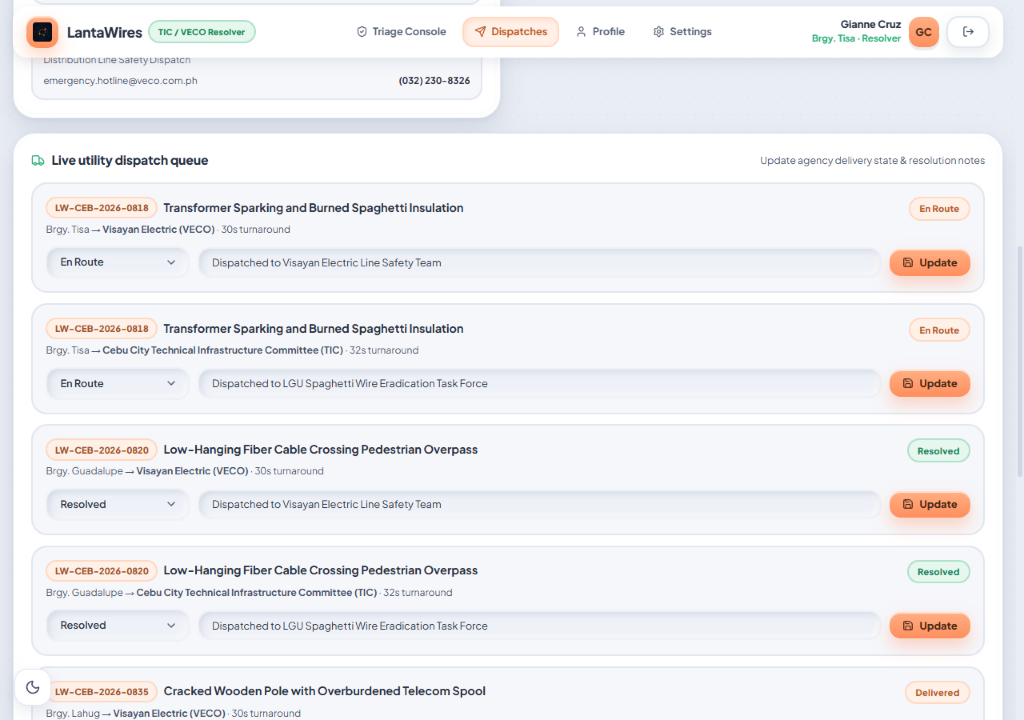 LantaWires
TIC / VECO Resolver
Triage Console
Dispatches
Profile
Settings
Gianne Cruz
Brgy. Tisa · Resolver
GC
Distribution Line Safety Dispatch
emergency.hotline@veco.com.ph
(032) 230-8326
Live utility dispatch queue
Update agency delivery state & resolution notes
LW-CEB-2026-0818 Transformer Sparking and Burned Spaghetti Insulation
En Route
Brgy. Tisa → Visayan Electric (VECO) · 30s turnaround
En Route
Dispatched to Visayan Electric Line Safety Team
Update
LW-CEB-2026-0818 Transformer Sparking and Burned Spaghetti Insulation
En Route
Brgy. Tisa → Cebu City Technical Infrastructure Committee (TIC) · 32s turnaround
En Route
Dispatched to LGU Spaghetti Wire Eradication Task Force
Update
LW-CEB-2026-0820 Low-Hanging Fiber Cable Crossing Pedestrian Overpass
Resolved
Brgy. Guadalupe → Visayan Electric (VECO) · 30s turnaround
Resolved
Dispatched to Visayan Electric Line Safety Team
Update
LW-CEB-2026-0820 Low-Hanging Fiber Cable Crossing Pedestrian Overpass
Resolved
Brgy. Guadalupe → Cebu City Technical Infrastructure Committee (TIC) · 32s turnaround
Resolved
Dispatched to LGU Spaghetti Wire Eradication Task Force
Update
LW-CEB-2026-0835 Cracked Wooden Pole with Overburdened Telecom Spool
Delivered
Brgy. Lahug → Visayan Electric (VECO) · 30s turnaround